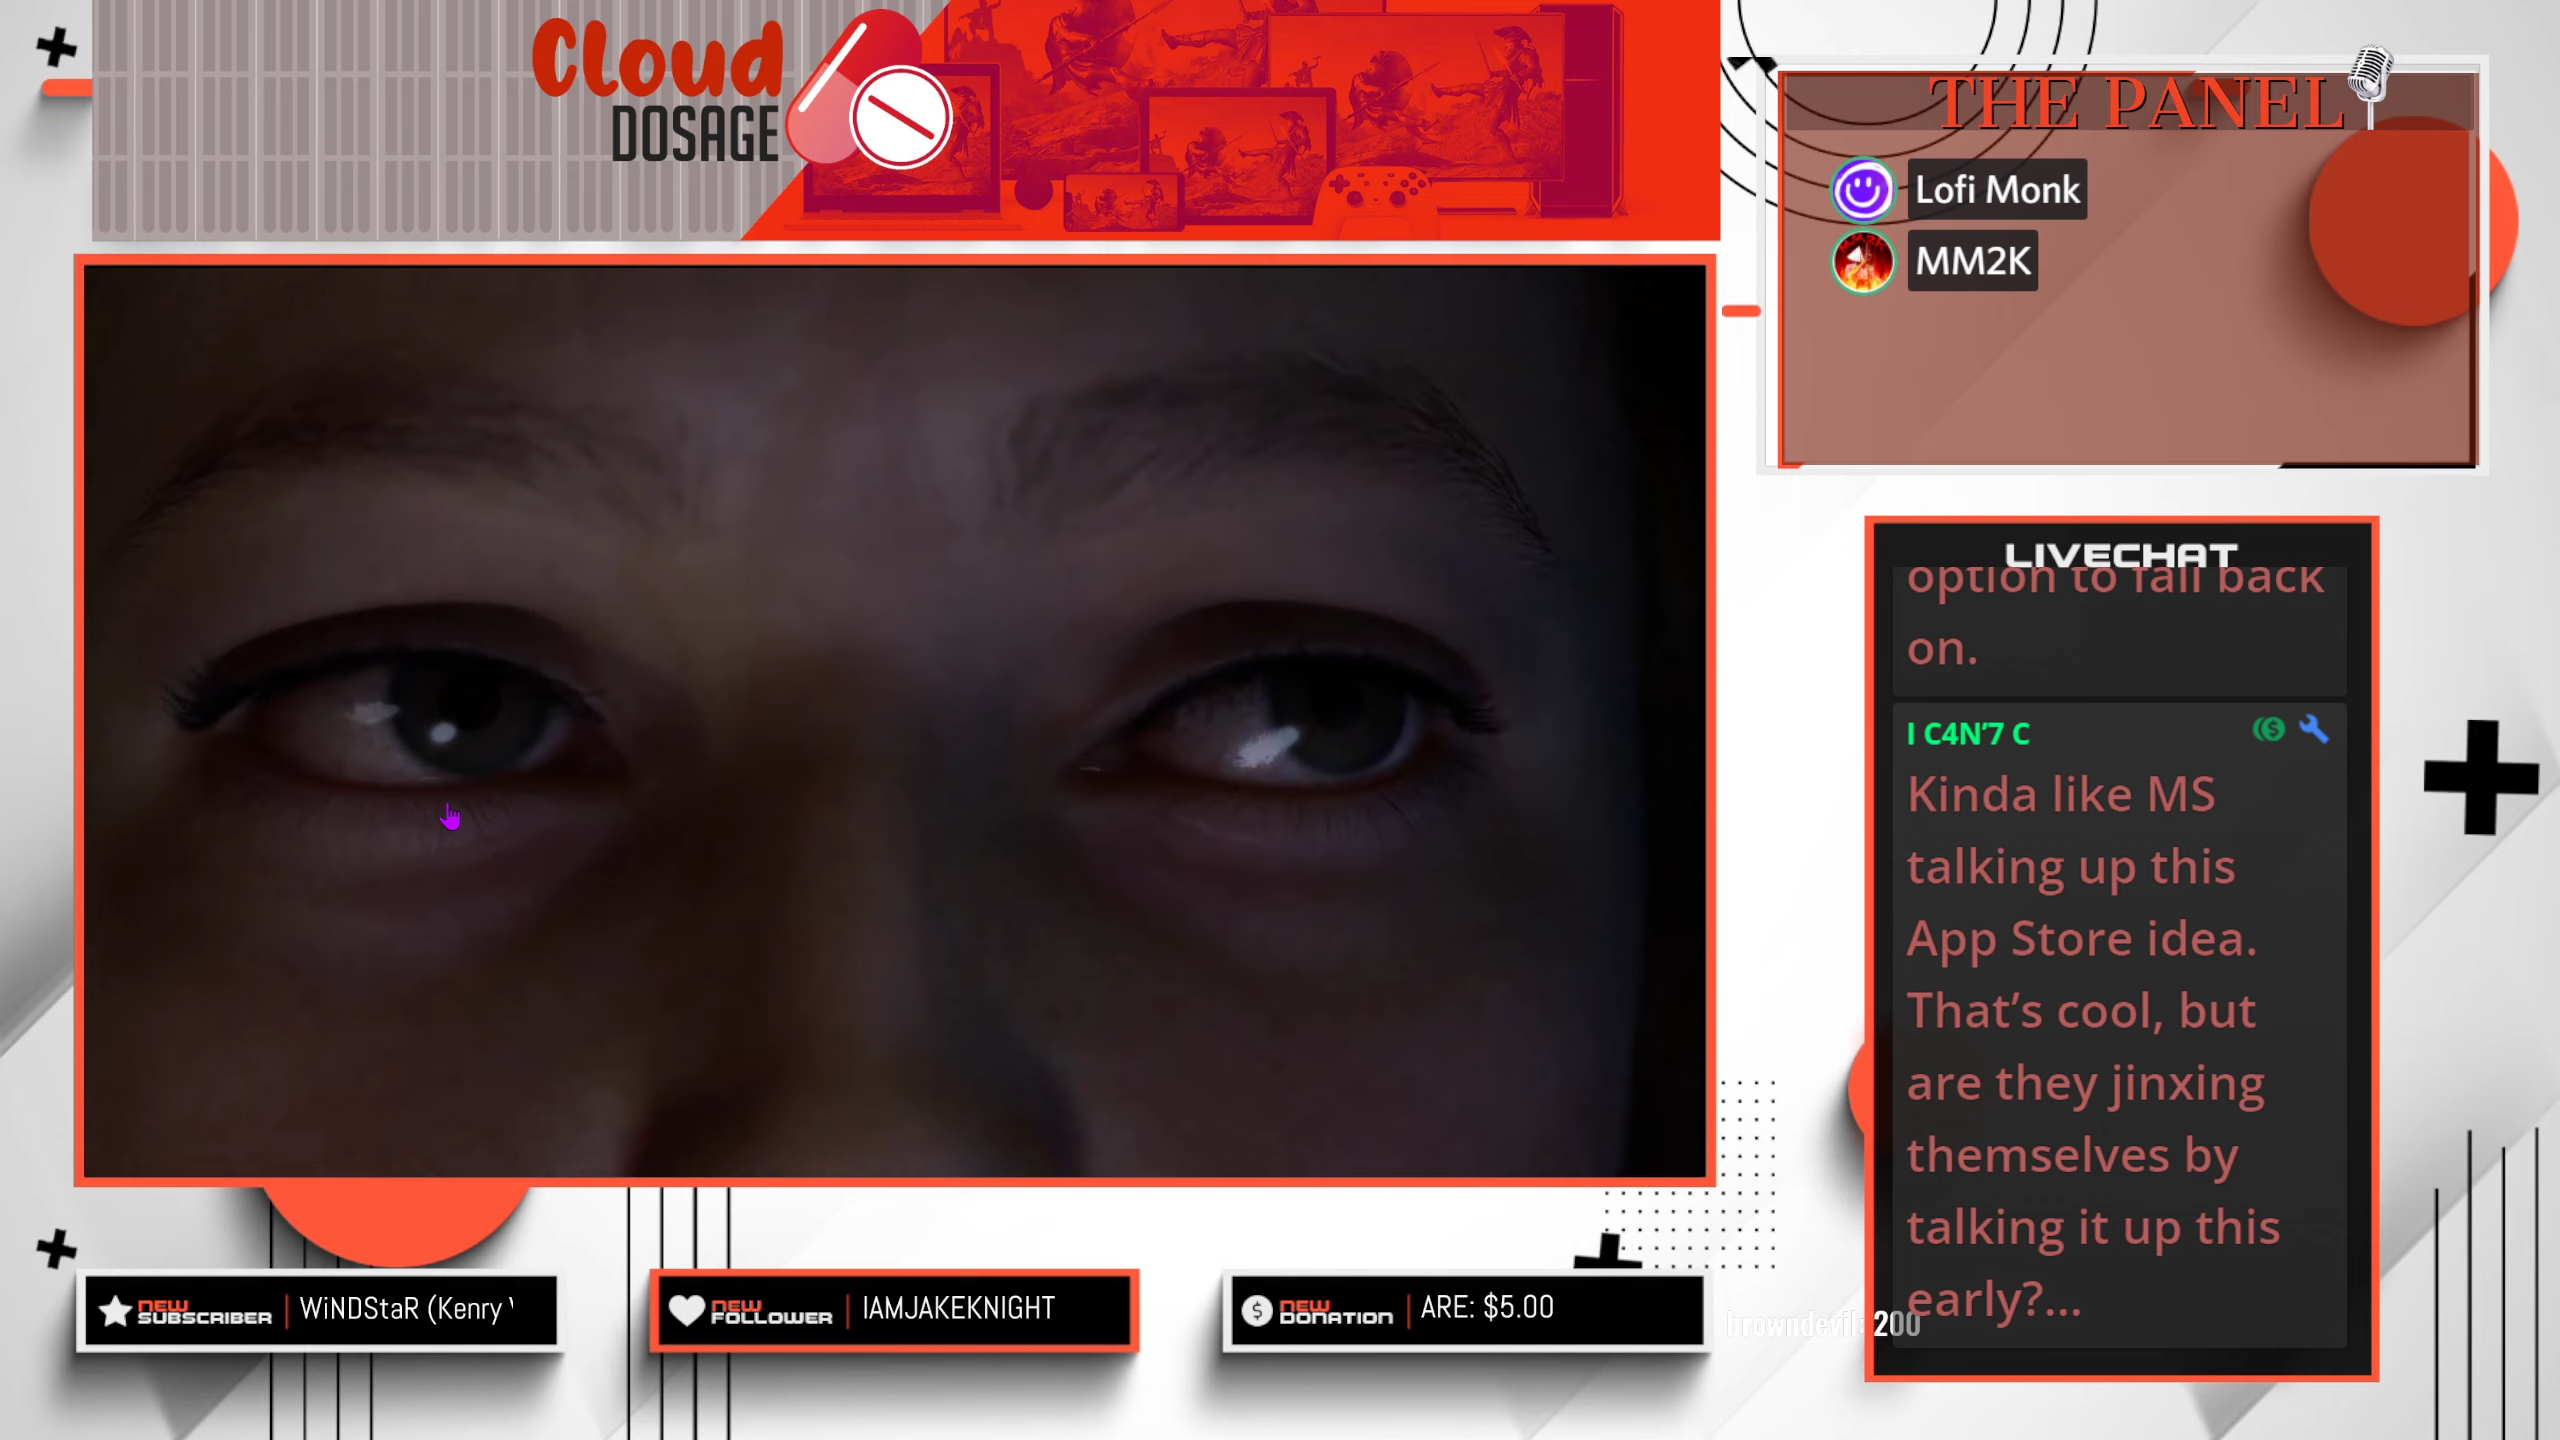 Cloud
DOSAGE
THE PANEL
Lofi Monk
MM2K
LIVECHAT
option to fall back
on.
I C4N'7 C
Kinda like MS
talking up this
App Store idea.
That's cool, but
are they jinxing
themselves by
talking it up this
early?...
NEW
SUBSCRIBER
WiNDStaR (Kenry
NEW
FOLLOWER
IAMJAKEKNIGHT
NEW
DONATION
ARE: $5.00
browndevil: 200